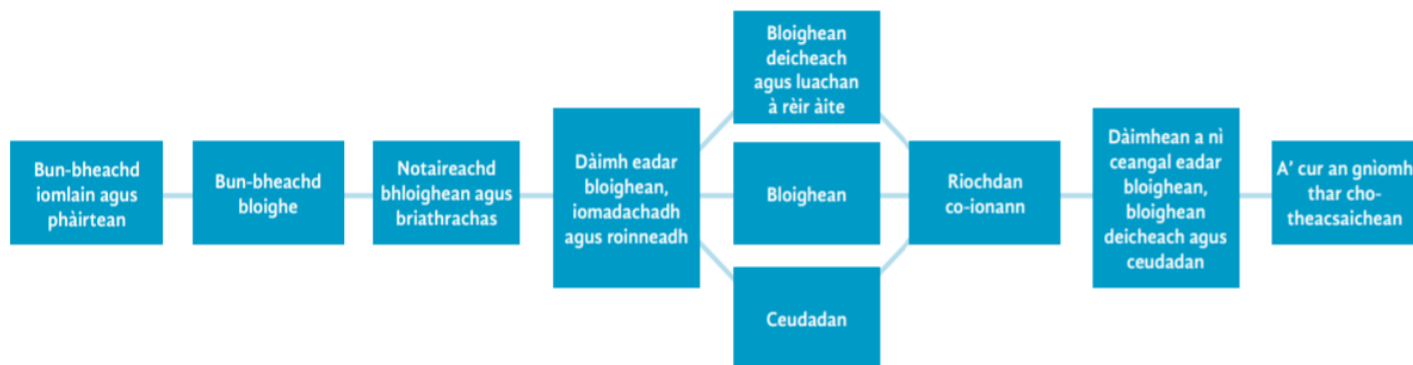 Bun-bheachd
iomlain agus
phàirtean
Bun-bheachd
bloighe
Notaireachd
bhloighean agus
briathrachas
Dàimh eadar
bloighean,
iomadachadh
agus roinneadh
Bloighean
deicheach
agus luachan
à rèir àite
Bloighean
Ceudadan
Riochdan
co-ionann
Dàimhean a nì
ceangal eadar
bloighean,
bloighean
deicheach agus
ceudadan
A' cur an gnìomh
thar cho-
theacsaichean